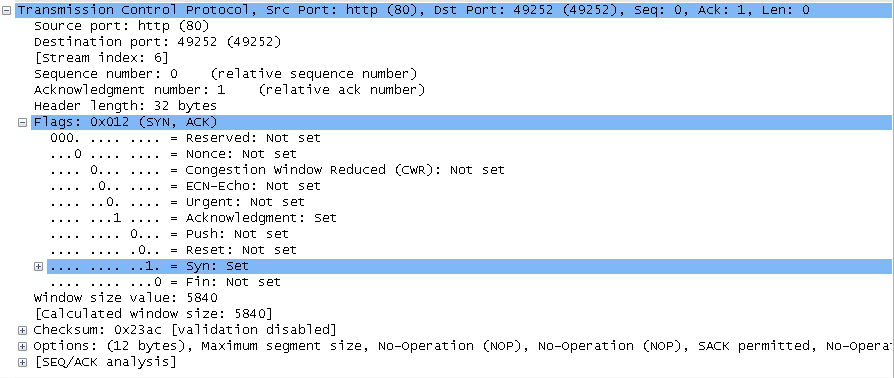 Transmission Control Protocol, Src Port: http (80), Dst Port: 49252 (49252), Seq: 0, Ack: 1, Len: 0
Source port: http (80)
Destination port: 49252 (49252)
[Stream index: 6]
Sequence number: 0    (relative sequence number)
Acknowledgment number: 1    (relative ack number)
Header length: 32 bytes
Flags: 0x012 (SYN, ACK)
000. .... .... = Reserved: Not set
...0 .... .... = Nonce: Not set
.... 0... .... = Congestion Window Reduced (CWR): Not set
.... .0.. .... = ECN-Echo: Not set
.... ..0. .... = Urgent: Not set
.... ...1 .... = Acknowledgment: Set
.... .... 0... = Push: Not set
.... .... .0.. = Reset: Not set
.... .... ..1. = Syn: Set
.... .... ...0 = Fin: Not set
Window size value: 5840
[Calculated window size: 5840]
Checksum: 0x23ac [validation disabled]
Options: (12 bytes), Maximum segment size, No-Operation (NOP), No-Operation (NOP), SACK permitted, No-Opera
[SEQ/ACK analysis]